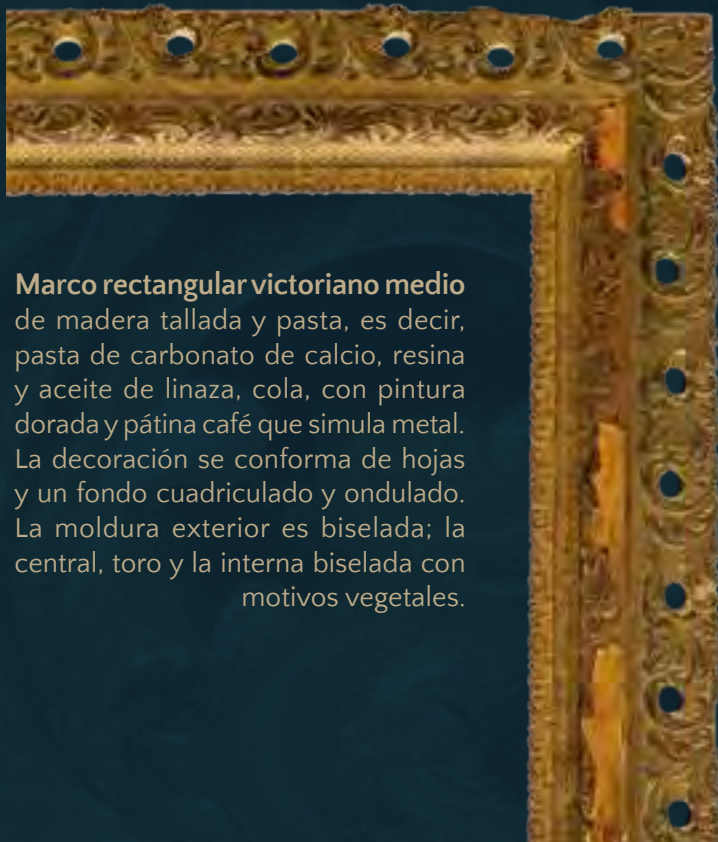 Marco rectangular victoriano medio
de madera tallada y pasta, es decir,
pasta de carbonato de calcio, resina
y aceite de linaza, cola, con pintura
dorada y pátina café que simula metal.
La decoración se conforma de hojas
y un fondo cuadriculado y ondulado.
La moldura exterior es biselada; la
central, toro y la interna biselada con
motivos vegetales.